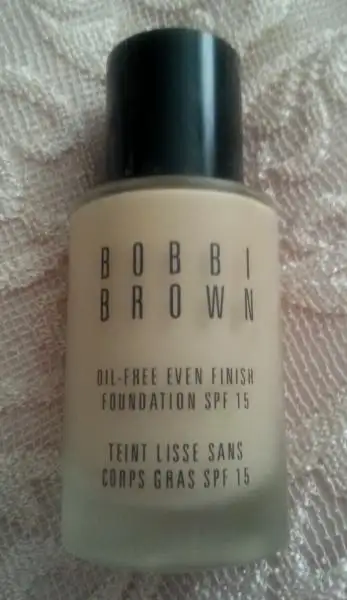 BOBBI
BROWN
OIL-FREE EVEN FINISH
FOUNDATION SPF 15
TEINT LISSE SANS
CORPS GRAS SPF 15